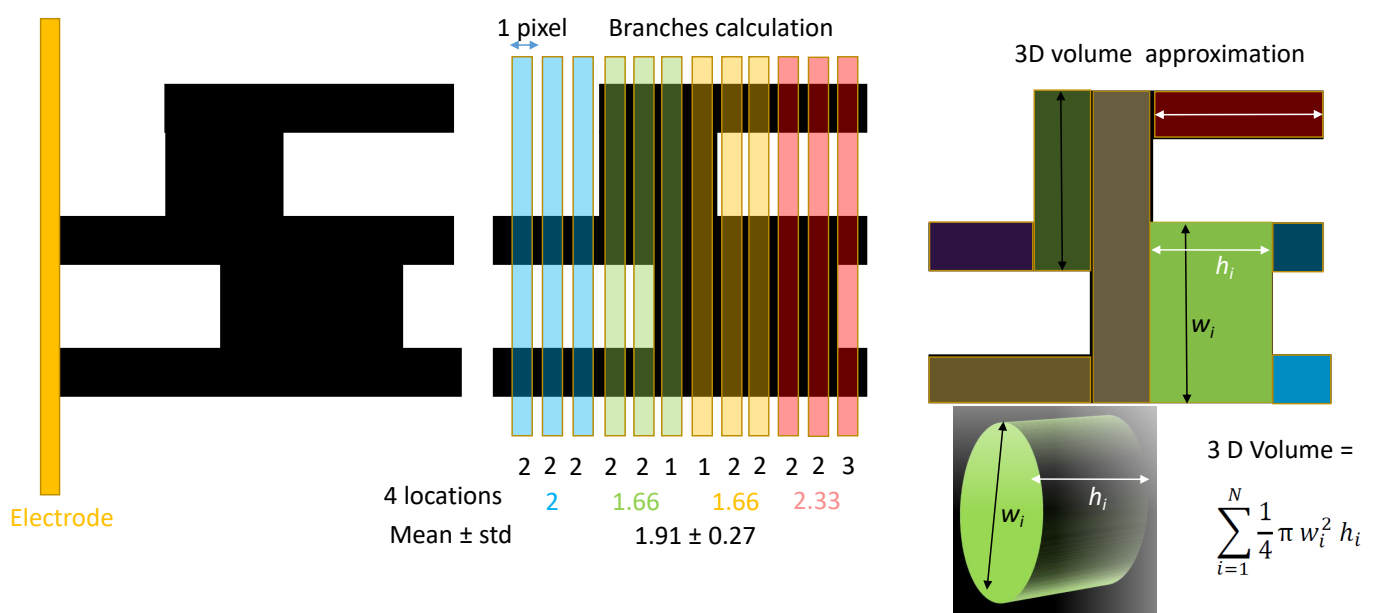 1 pixel
Branches calculation
3D volume approximation
h_i
w_i
2 2 2 2 2 1 1 2 2 2 2 3
4 locations 2 1.66 1.66 2.33
Mean ± std 1.91 ± 0.27
Electrode
w_i
h_i
3 D Volume =
\sum_{i=1}^{N} \frac{1}{4} π w_i^2 h_i